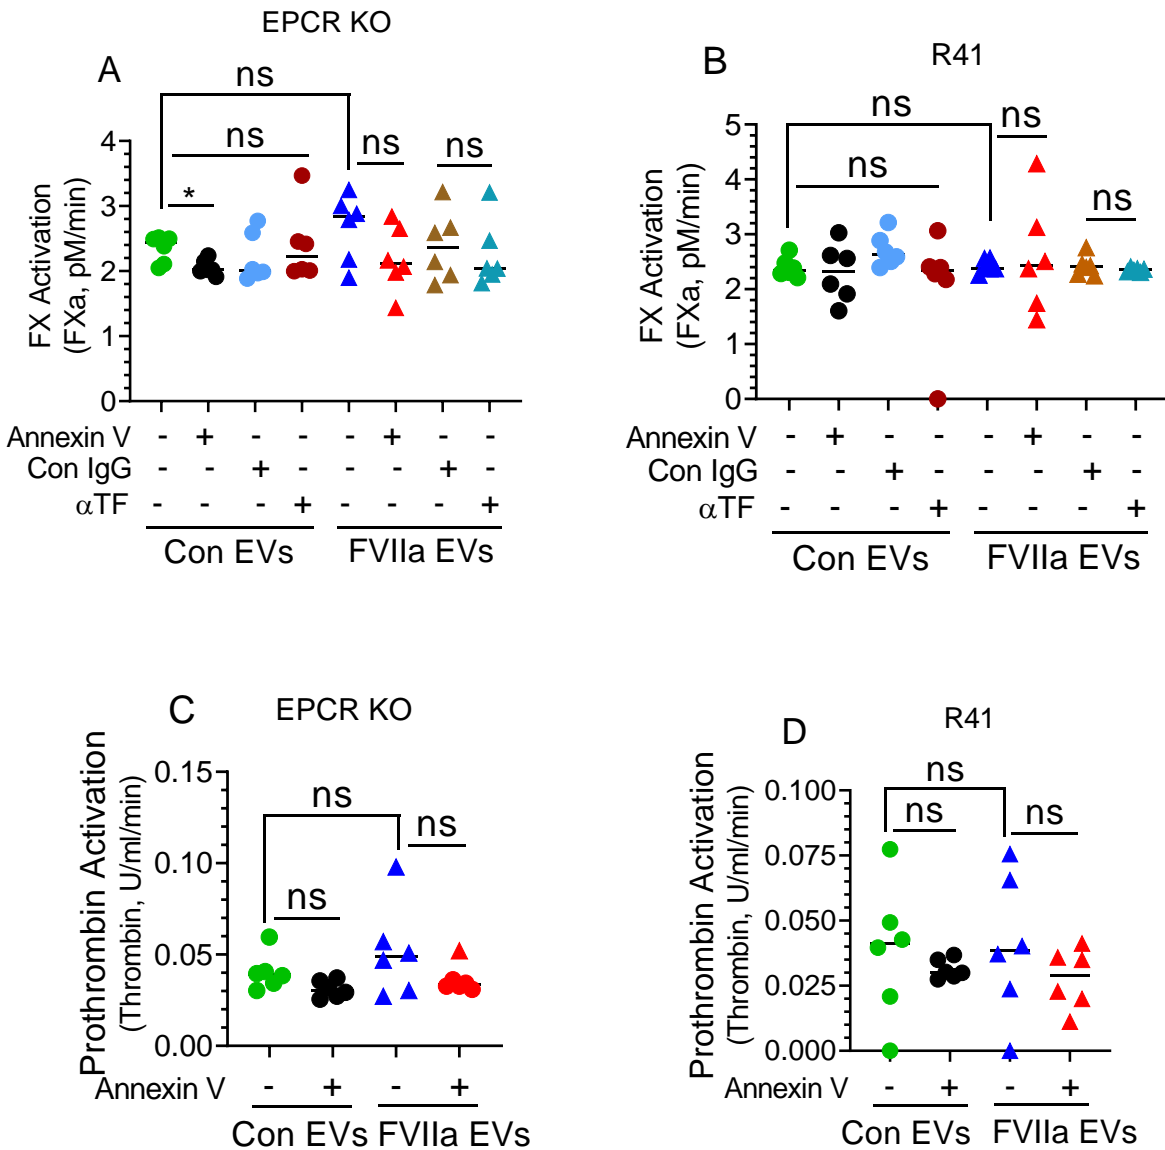 EPCR KO
A
ns
ns
ns
ns
*
4
3
2
1
0
FX Activation
(FXa, pM/min)
Annexin V - + - - - + - -
Con IgG - - + - - - + -
αTF - - - + - - - +
Con EVs FVIIa EVs
R41
B
ns
ns
ns
ns
5
4
3
2
1
0
FX Activation
(FXa, pM/min)
Annexin V - + - - - + - -
Con IgG - - + - - - + -
αTF - - - + - - - +
Con EVs FVIIa EVs
C
EPCR KO
ns
ns
ns
0.15
0.10
0.05
0.00
Prothrombin Activation
(Thrombin, U/ml/min)
Annexin V - + - +
Con EVs FVIIa EVs
R41
D
ns
ns
ns
0.100
0.075
0.050
0.025
0.000
Prothrombin Activation
(Thrombin, U/ml/min)
Annexin V - + - +
Con EVs FVIIa EVs